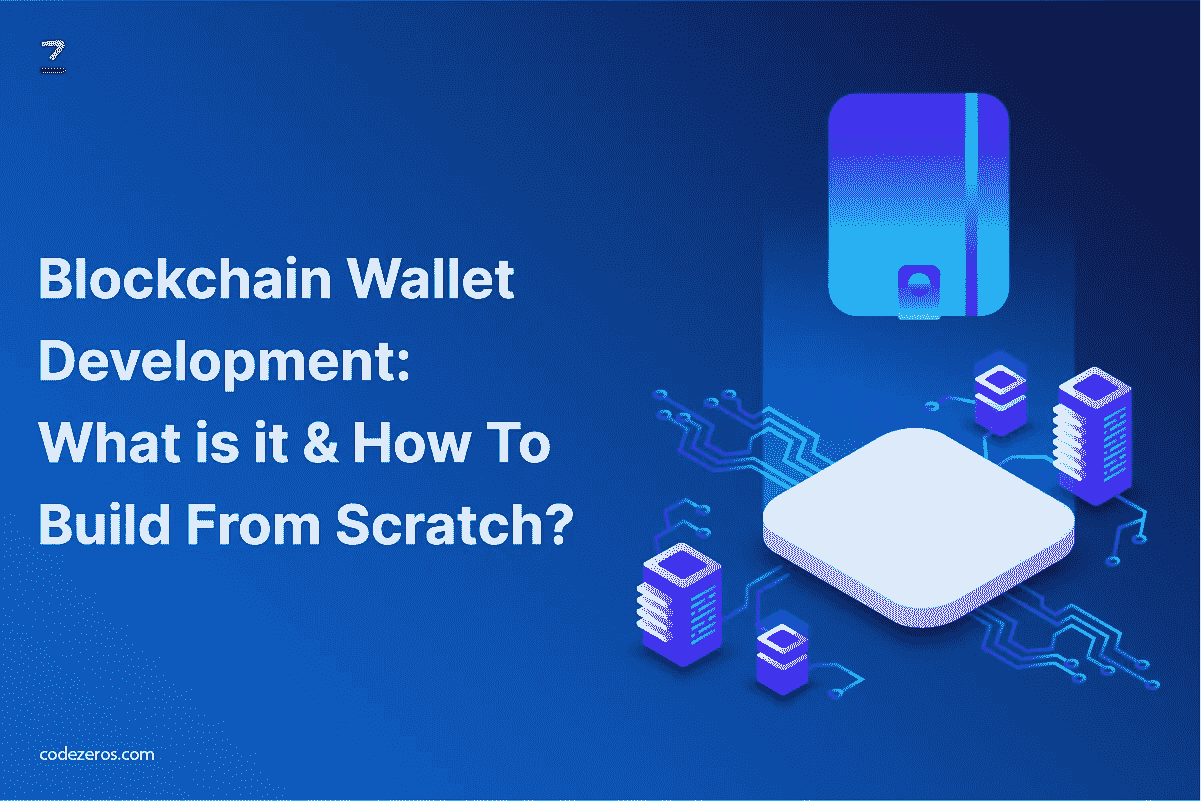 Blockchain Wallet
Development:
What is it & How To
Build From Scratch?
codezeros.com